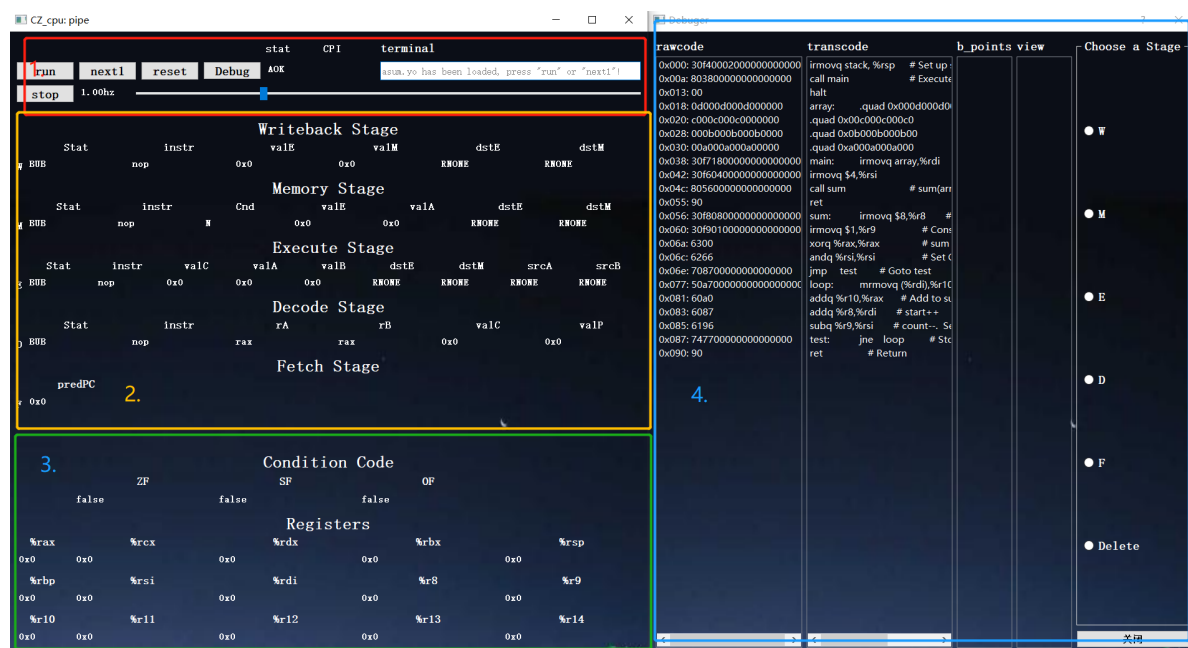 CZ_cpu: pipe
stat CPI terminal
1.
run next1 reset Debug AOK asum.yo has been loaded, press "run" or "next1"!
stop 1.00hz
Writeback Stage
Stat instr valE valM dstE dstM
W BUB nop 0x0 0x0 RNONE RNONE
Memory Stage
Stat instr Cnd valE valA dstE dstM
M BUB nop N 0x0 0x0 RNONE RNONE
Execute Stage
Stat instr valC valA valB dstE dstM srcA srcB
BUB nop 0x0 0x0 0x0 RNONE RNONE RNONE RNONE
Decode Stage
Stat instr rA rB valC valP
D BUB nop rax rax 0x0 0x0
Fetch Stage
predPC
0x0
2.
3.
Condition Code
ZF SF OF
false false false
Registers
%rax %rcx %rdx %rbx %rsp
0x0 0x0 0x0 0x0 0x0
%rbp %rsi %rdi %r8 %r9
0x0 0x0 0x0 0x0 0x0
%r10 %r11 %r12 %r13 %r14
0x0 0x0 0x0 0x0 0x0
Debuger
rawcode transcode b_points view Choose a Stage
0x000: 30f40002000000000000 irmovq stack, %rsp # Set up
0x00a: 803800000000000000 call main # Execute
0x013: 00 halt
0x018: 0d000d000d000000 array: .quad 0x000d000d00
0x020: c000c000c0000000 .quad 0x00c000c000c0
0x028: 000b000b000b0000 .quad 0x0b000b000b00
0x030: 00a000a000a00000 .quad 0xa000a000a000
0x038: 30f71800000000000000 main: irmovq array,%rdi
0x042: 30f60400000000000000 irmovq $4,%rsi
0x04c: 805600000000000000 call sum # sum(arr
0x055: 90 ret
0x056: 30f80800000000000000 sum: irmovq $8,%r8 #
0x060: 30f90100000000000000 irmovq $1,%r9 # Cons
0x06a: 6300 xorq %rax,%rax # sum
0x06c: 6266 andq %rsi,%rsi # Set
0x06e: 708700000000000000 jmp test # Goto test
0x077: 50a70000000000000000 loop: mrmovq (%rdi),%r10
0x081: 60a0 addq %r10,%rax # Add to su
0x083: 6087 addq %r8,%rdi # start++
0x085: 6196 subq %r9,%rsi # count--. Se
0x087: 747700000000000000 test: jne loop # Sto
0x090: 90 ret # Return
4.
W
M
E
D
F
Delete
关闭